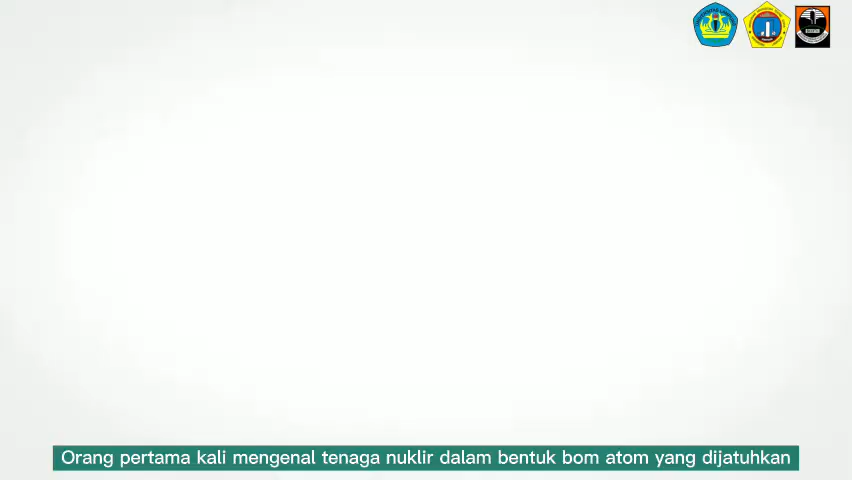 Orang pertama kali mengenal tenaga nuklir dalam bentuk bom atom yang dijatuhkan